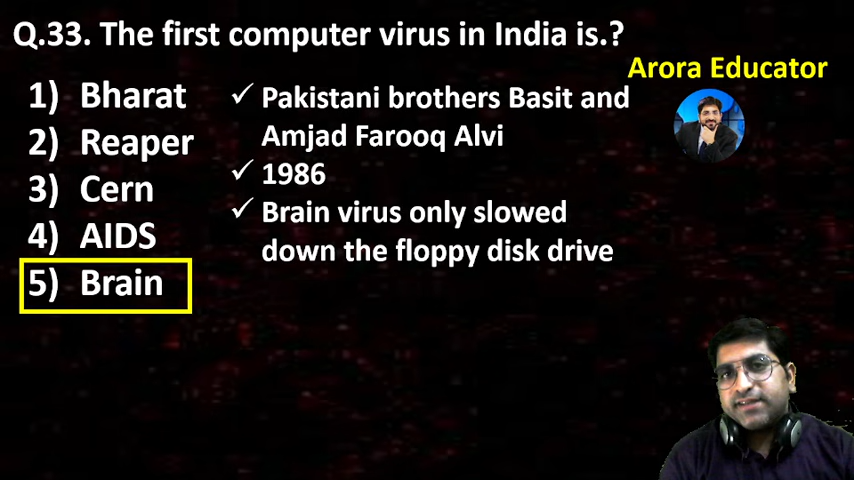 Q.33. The first computer virus in India is.?
Arora Educator
1) Bharat
2) Reaper
3) Cern
4) AIDS
5) Brain
✓ Pakistani brothers Basit and
Amjad Farooq Alvi
✓ 1986
✓ Brain virus only slowed
down the floppy disk drive